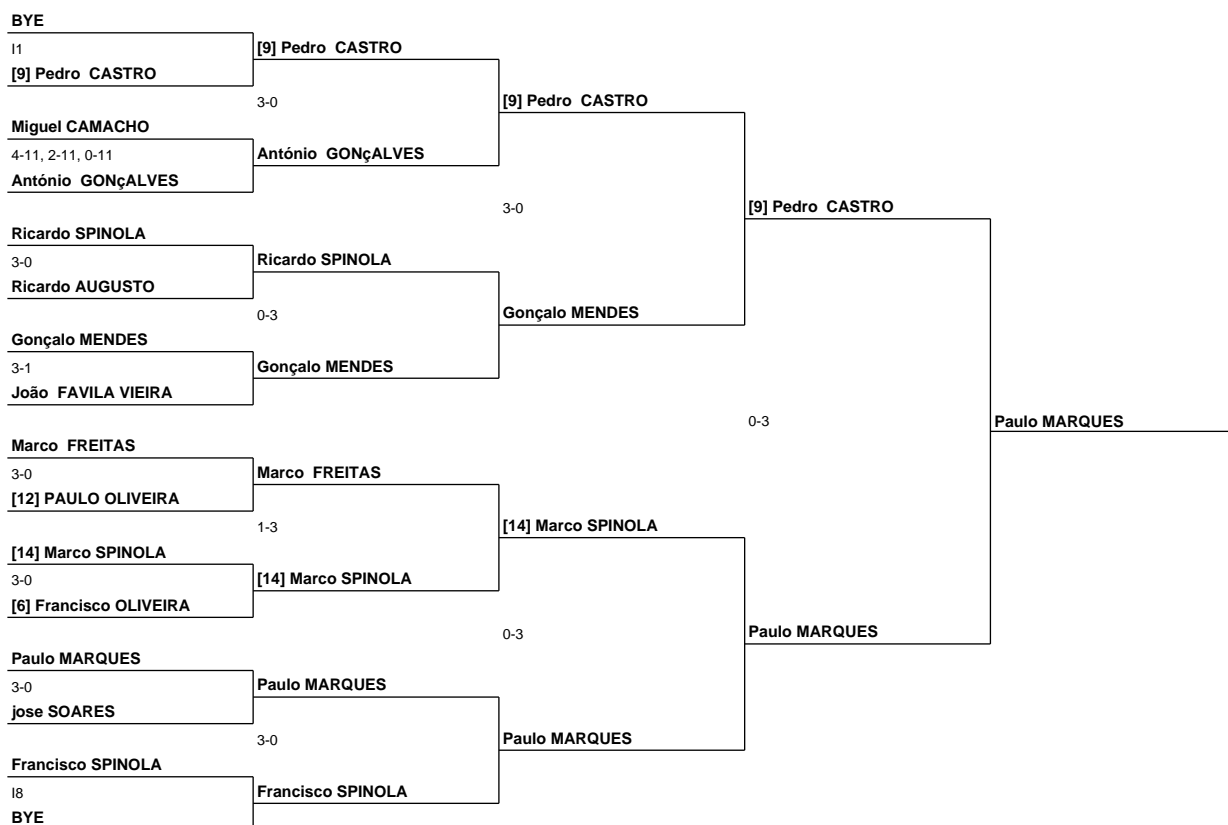 BYE
I1
[9] Pedro  CASTRO
[9] Pedro  CASTRO
3-0
[9] Pedro  CASTRO
Miguel CAMACHO
4-11, 2-11, 0-11
António  GONçALVES
António  GONçALVES
3-0
[9] Pedro  CASTRO
Ricardo SPINOLA
3-0
Ricardo SPINOLA
Ricardo AUGUSTO
0-3
Gonçalo MENDES
Gonçalo MENDES
3-1
Gonçalo MENDES
João  FAVILA VIEIRA
0-3
Paulo MARQUES
Marco  FREITAS
3-0
Marco  FREITAS
[12] PAULO OLIVEIRA
1-3
[14] Marco SPINOLA
[14] Marco SPINOLA
3-0
[14] Marco SPINOLA
[6] Francisco OLIVEIRA
0-3
Paulo MARQUES
Paulo MARQUES
3-0
Paulo MARQUES
jose SOARES
3-0
Paulo MARQUES
Francisco SPINOLA
I8
Francisco SPINOLA
BYE